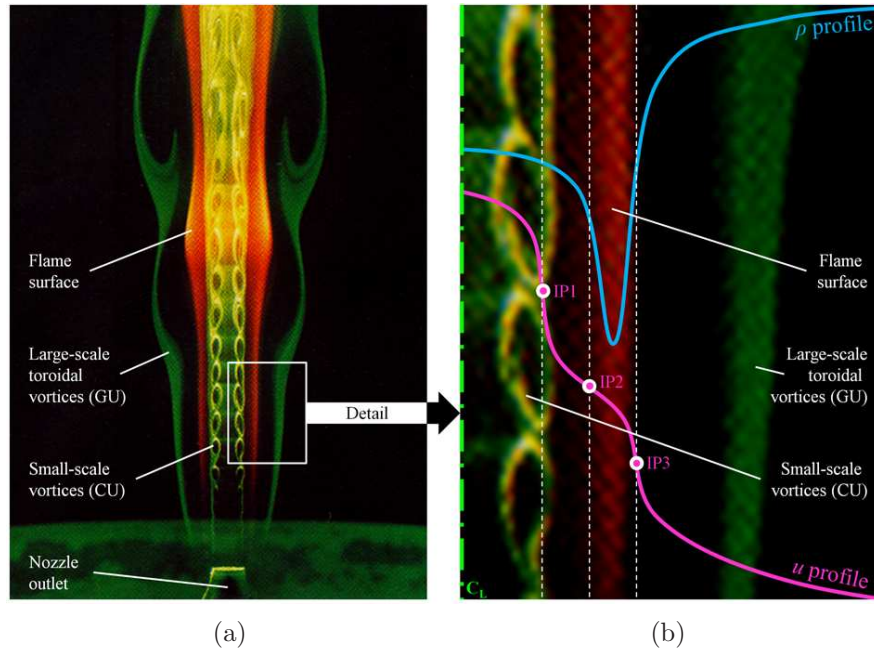 Flame
surface
Large-scale
toroidal
vortices (GU)
Small-scale
vortices (CU)
Nozzle
outlet
Detail
ρ profile
IP1
IP2
IP3
Flame
surface
Large-scale
toroidal
vortices (GU)
Small-scale
vortices (CU)
u profile
C_L
(a)
(b)